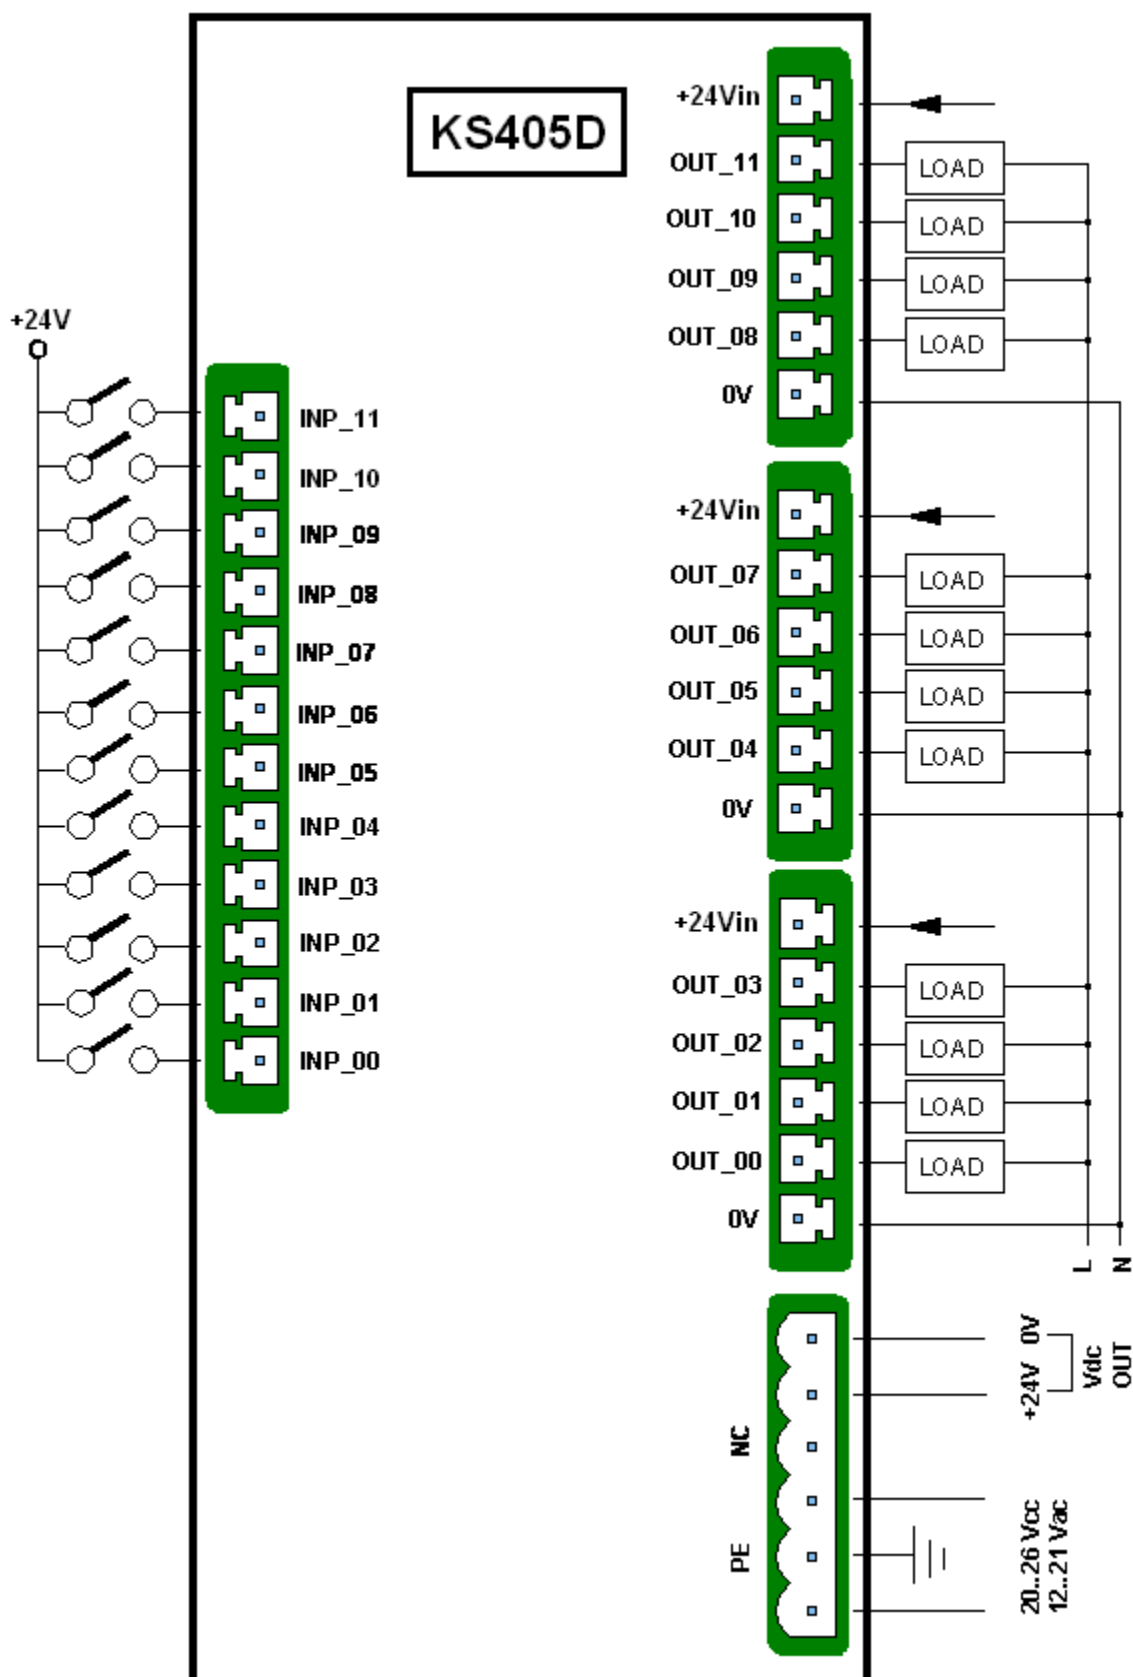 KS405D
+24V
INP_11
INP_10
INP_09
INP_08
INP_07
INP_06
INP_05
INP_04
INP_03
INP_02
INP_01
INP_00
+24Vin
OUT_11 LOAD
OUT_10 LOAD
OUT_09 LOAD
OUT_08 LOAD
0V
+24Vin
OUT_07 LOAD
OUT_06 LOAD
OUT_05 LOAD
OUT_04 LOAD
0V
+24Vin
OUT_03 LOAD
OUT_02 LOAD
OUT_01 LOAD
OUT_00 LOAD
0V
L
N
+24V 0V
Vdc
OUT
NC
PE
20..26 Vcc
12..21 Vac